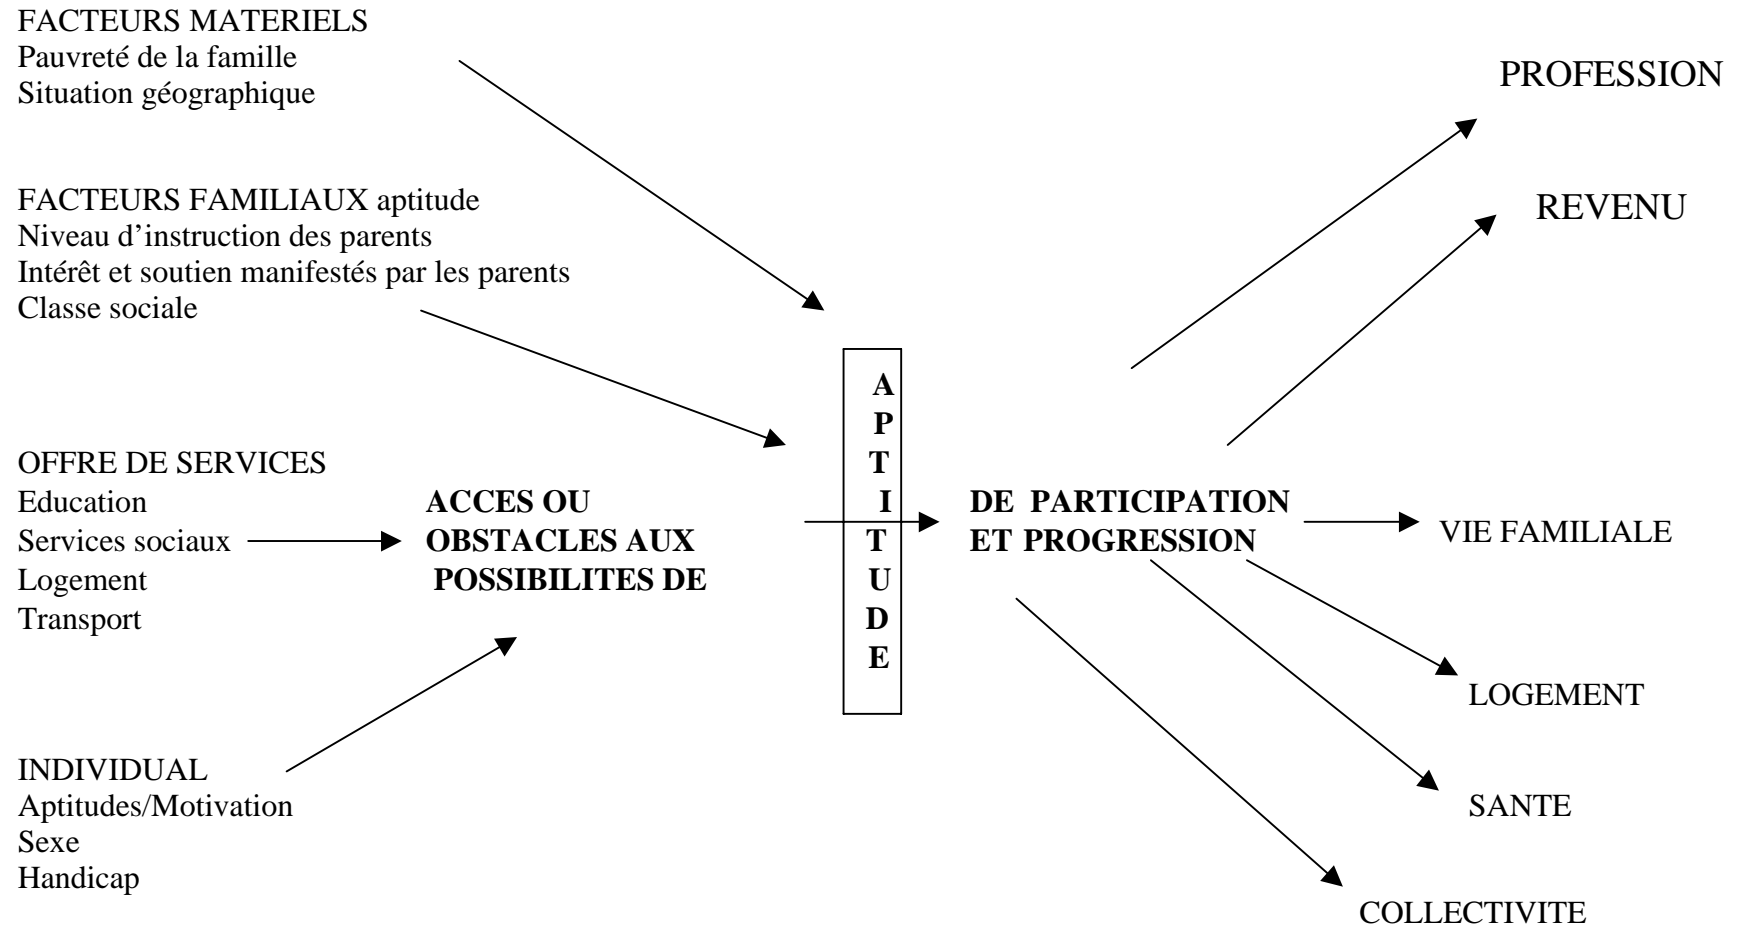 FACTEURS MATERIELS
Pauvreté de la famille
Situation géographique
FACTEURS FAMILIAUX aptitude
Niveau d’instruction des parents
Intérêt et soutien manifestés par les parents
Classe sociale
OFFRE DE SERVICES
Education
Services sociaux
Logement
Transport
INDIVIDUAL
Aptitudes/Motivation
Sexe
Handicap
ACCES OU
OBSTACLES AUX
POSSIBILITES DE
A
P
T
I
T
U
D
E
DE PARTICIPATION
ET PROGRESSION
PROFESSION
REVENU
VIE FAMILIALE
LOGEMENT
SANTE
COLLECTIVITE